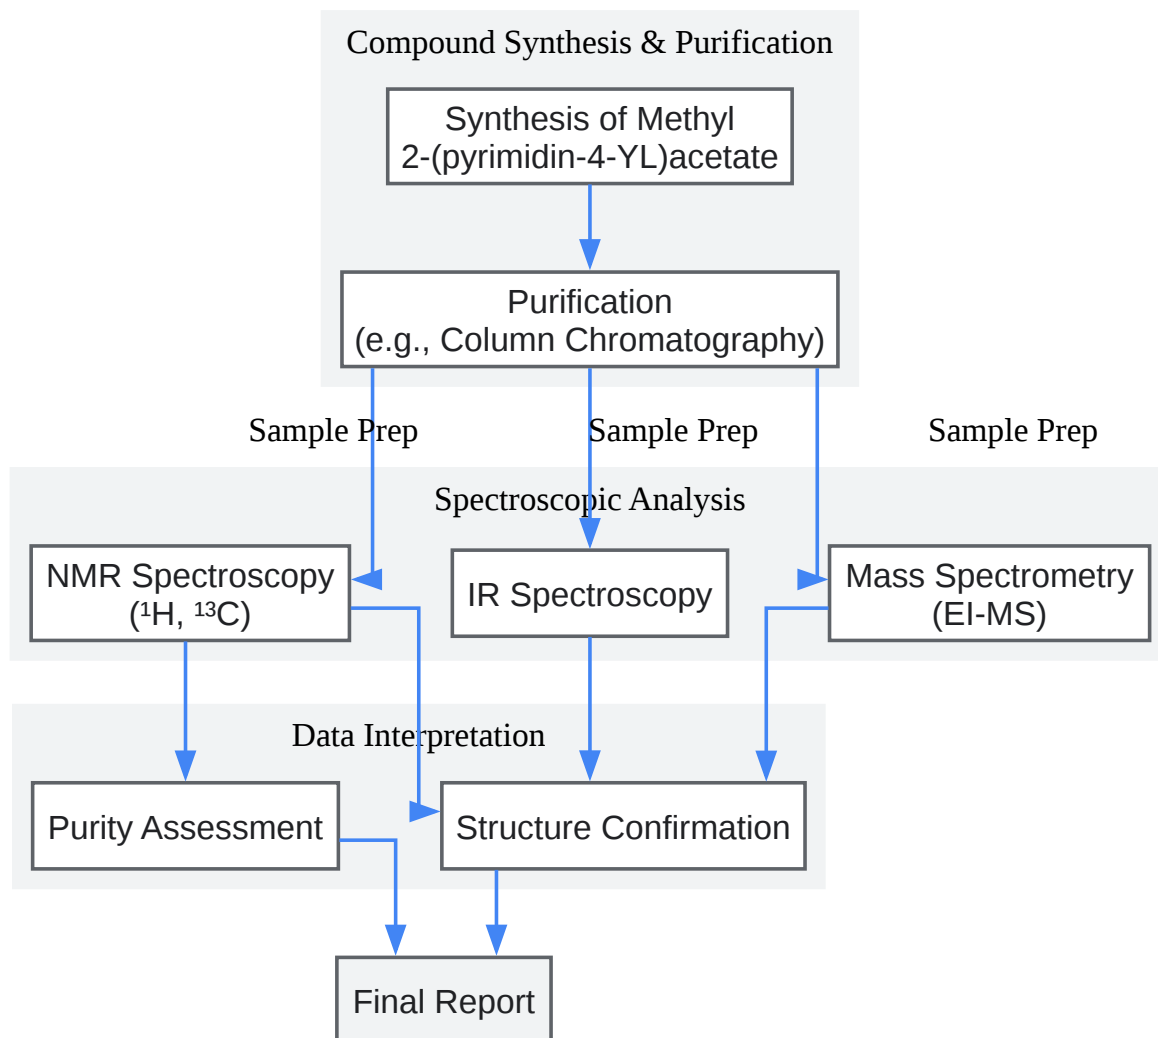 Compound Synthesis & Purification
Synthesis of Methyl
2-(pyrimidin-4-YL)acetate
Purification
(e.g., Column Chromatography)
Sample Prep
Sample Prep
Sample Prep
Spectroscopic Analysis
NMR Spectroscopy
(¹H, ¹³C)
IR Spectroscopy
Mass Spectrometry
(EI-MS)
Data Interpretation
Purity Assessment
Structure Confirmation
Final Report